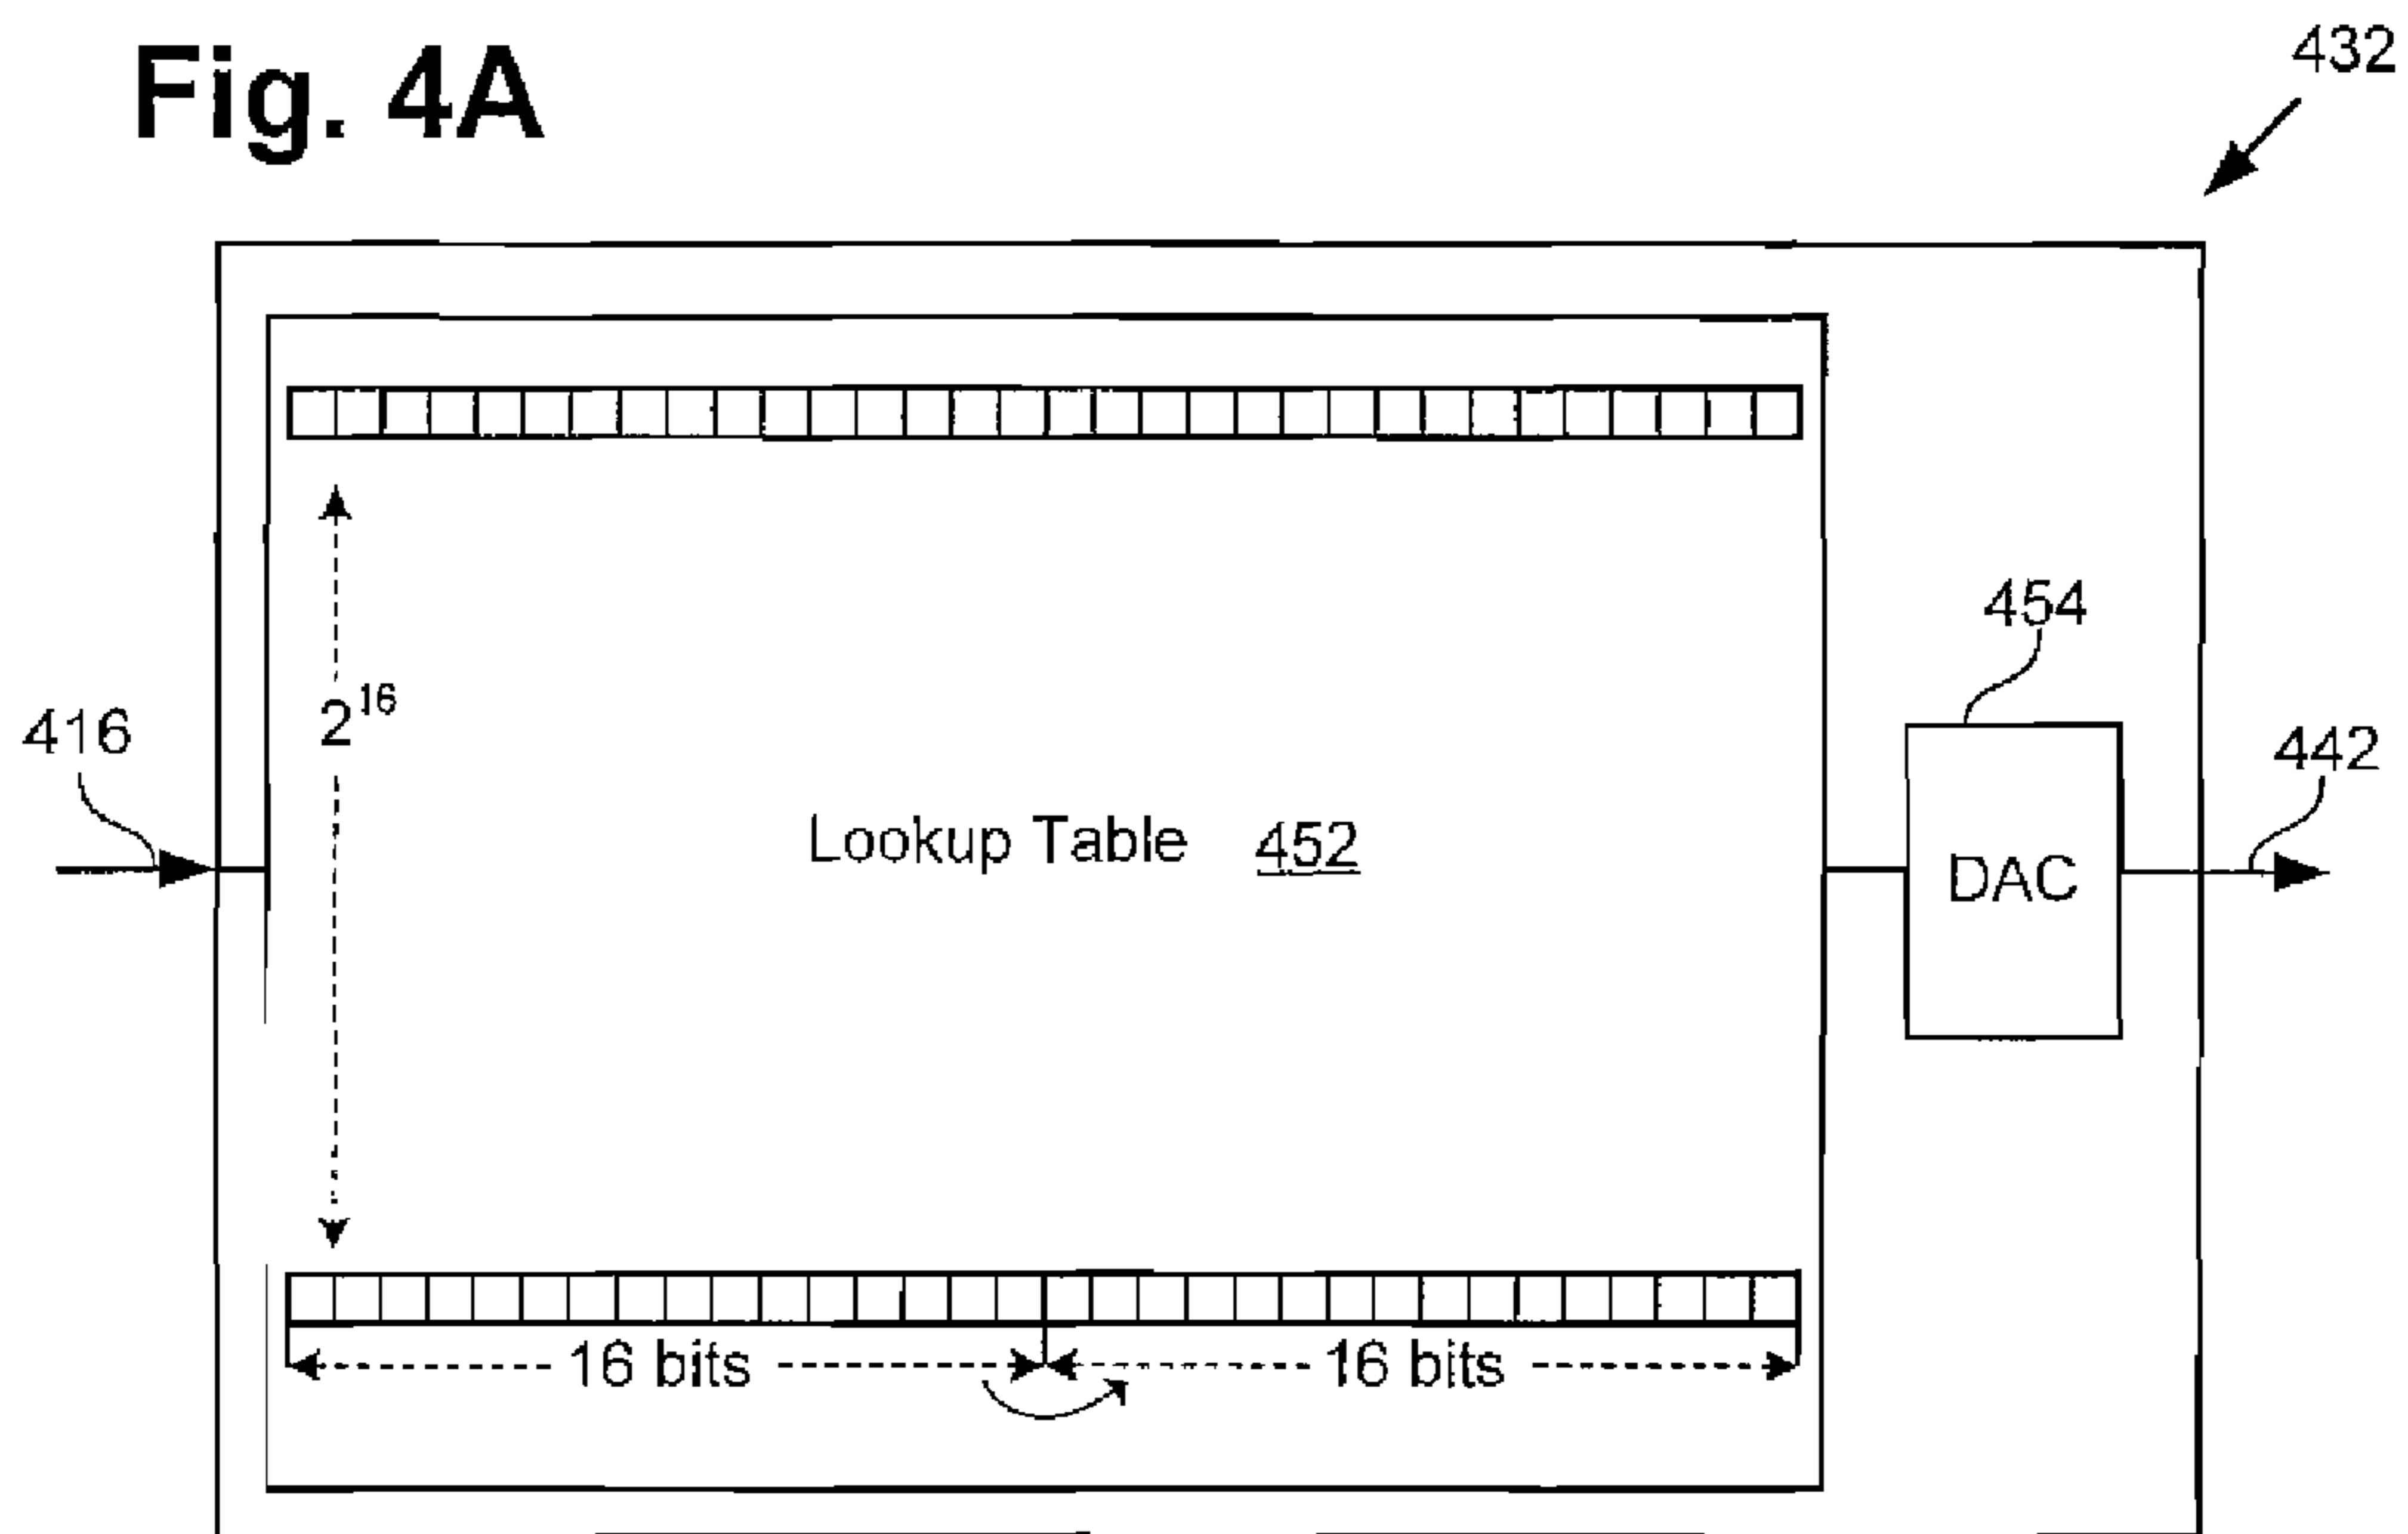 Fig. 4A
432
454
2^16
416
442
Lookup Table 452
DAC
16 bits 16 bits